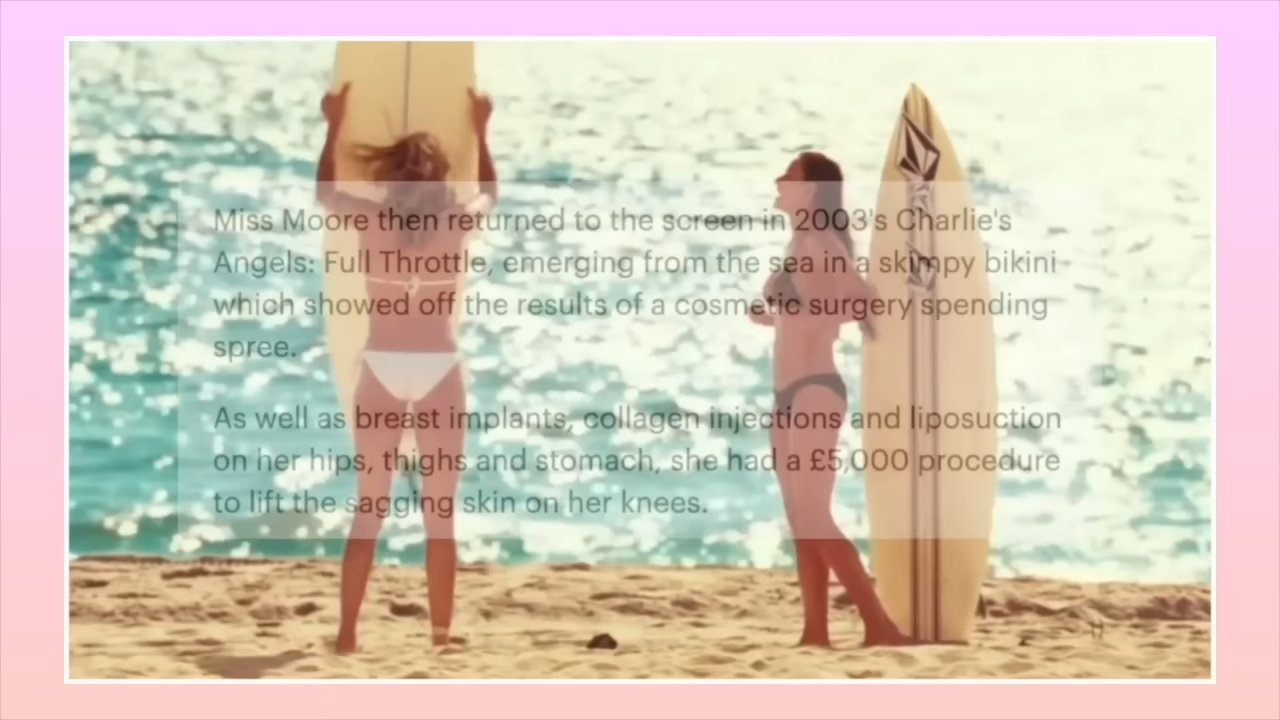 Miss Moore then returned to the screen in 2003's Charlie's
Angels: Full Throttle, emerging from the sea in a skimpy bikini
which showed off the results of a cosmetic surgery spending
spree.
As well as breast implants, collagen injections and liposuction
on her hips, thighs and stomach, she had a £5,000 procedure
to lift the sagging skin on her knees.